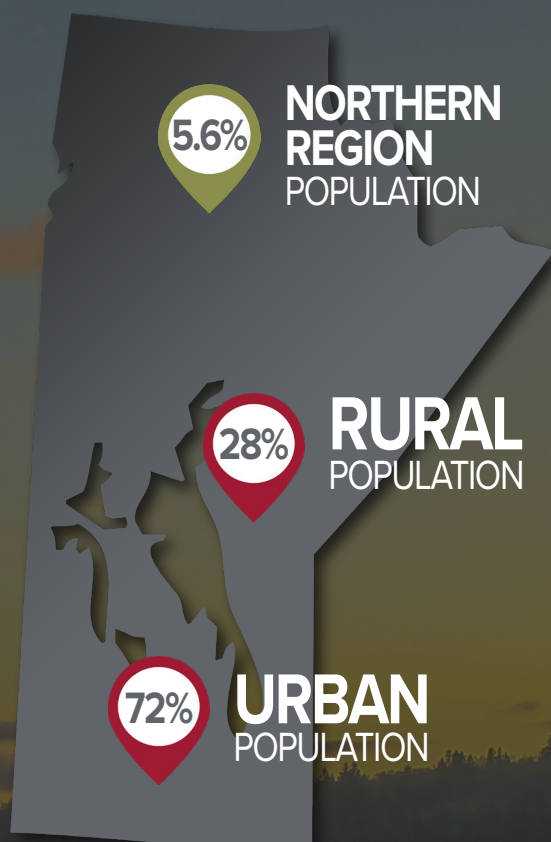 5.6%
NORTHERN
REGION
POPULATION
28%
RURAL
POPULATION
72%
URBAN
POPULATION